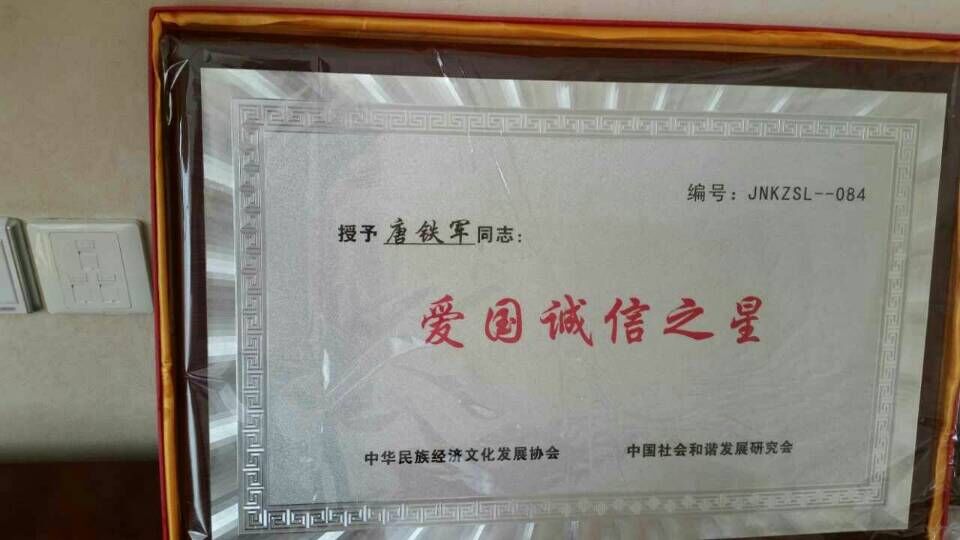 编号：JNKZSL--084
授予 唐铁军 同志：
爱国诚信之星
中华民族经济文化发展协会 中国社会和谐发展研究会